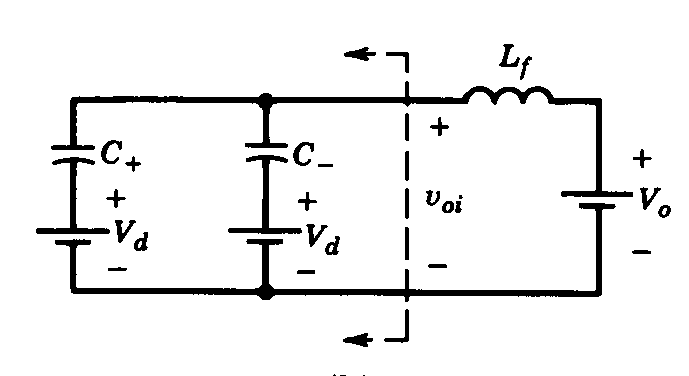 L_f
C_+
C_-
+
+
+
+
V_d
V_d
v_oi
V_o
-
-
-
-